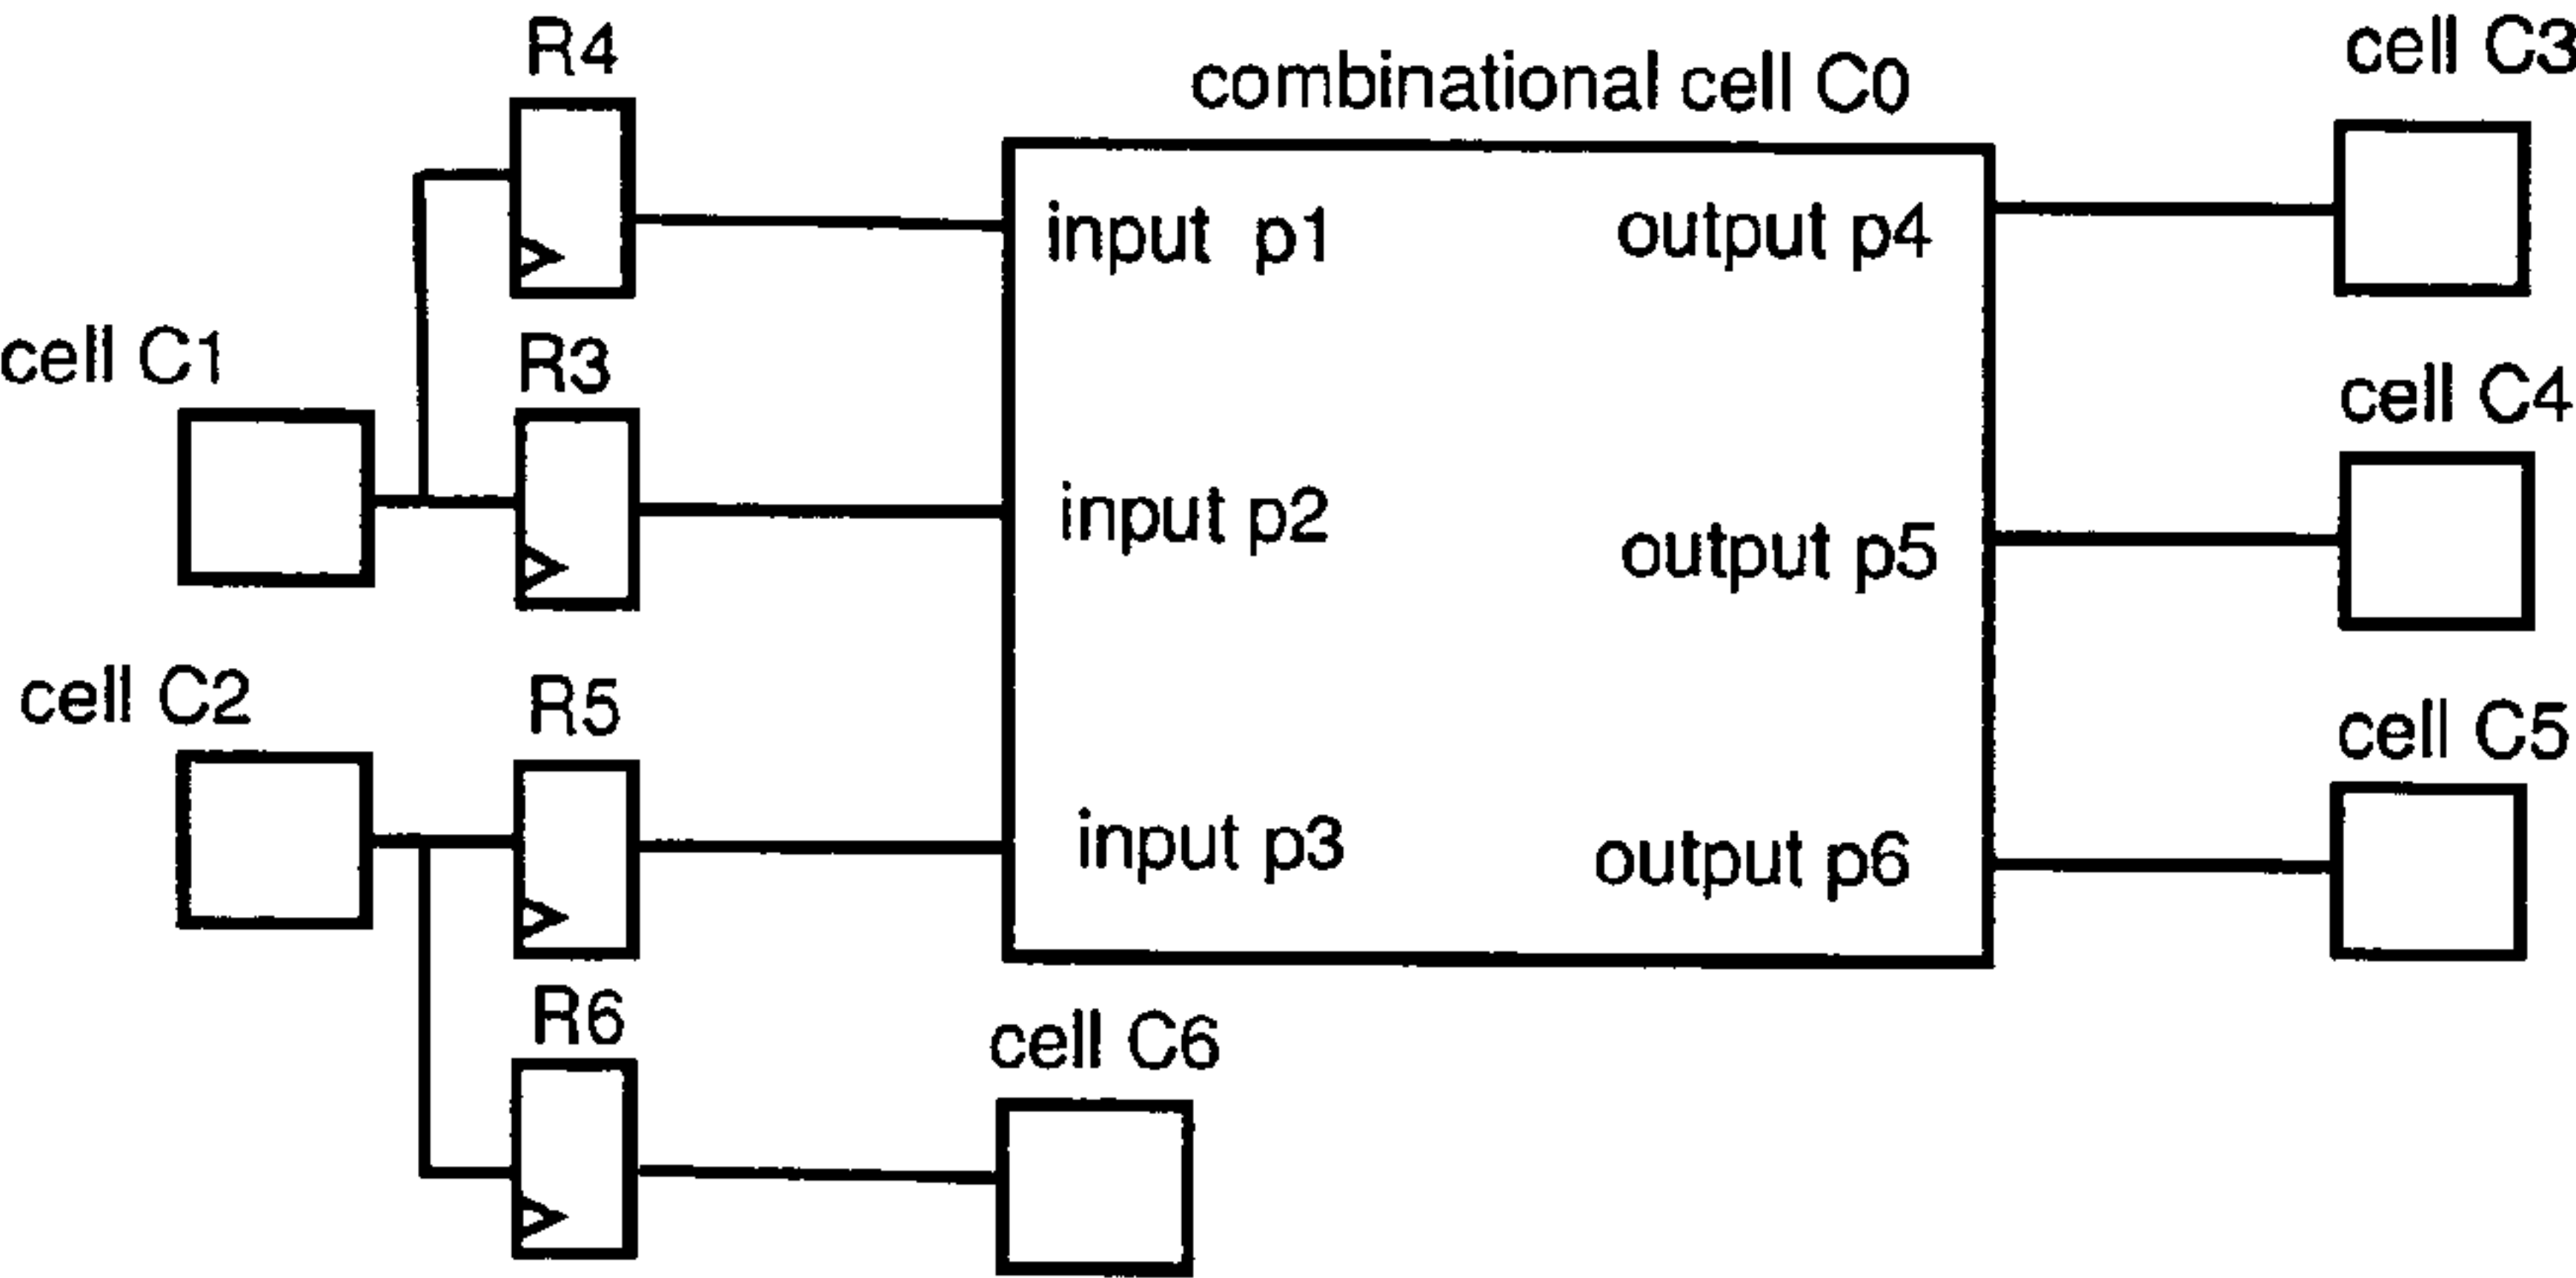 R4
combinational cell C0
cell C3
input p1
output p4
cell C1
R3
cell C4
input p2
output p5
cell C2
R5
cell C5
input p3
output p6
R6
cell C6